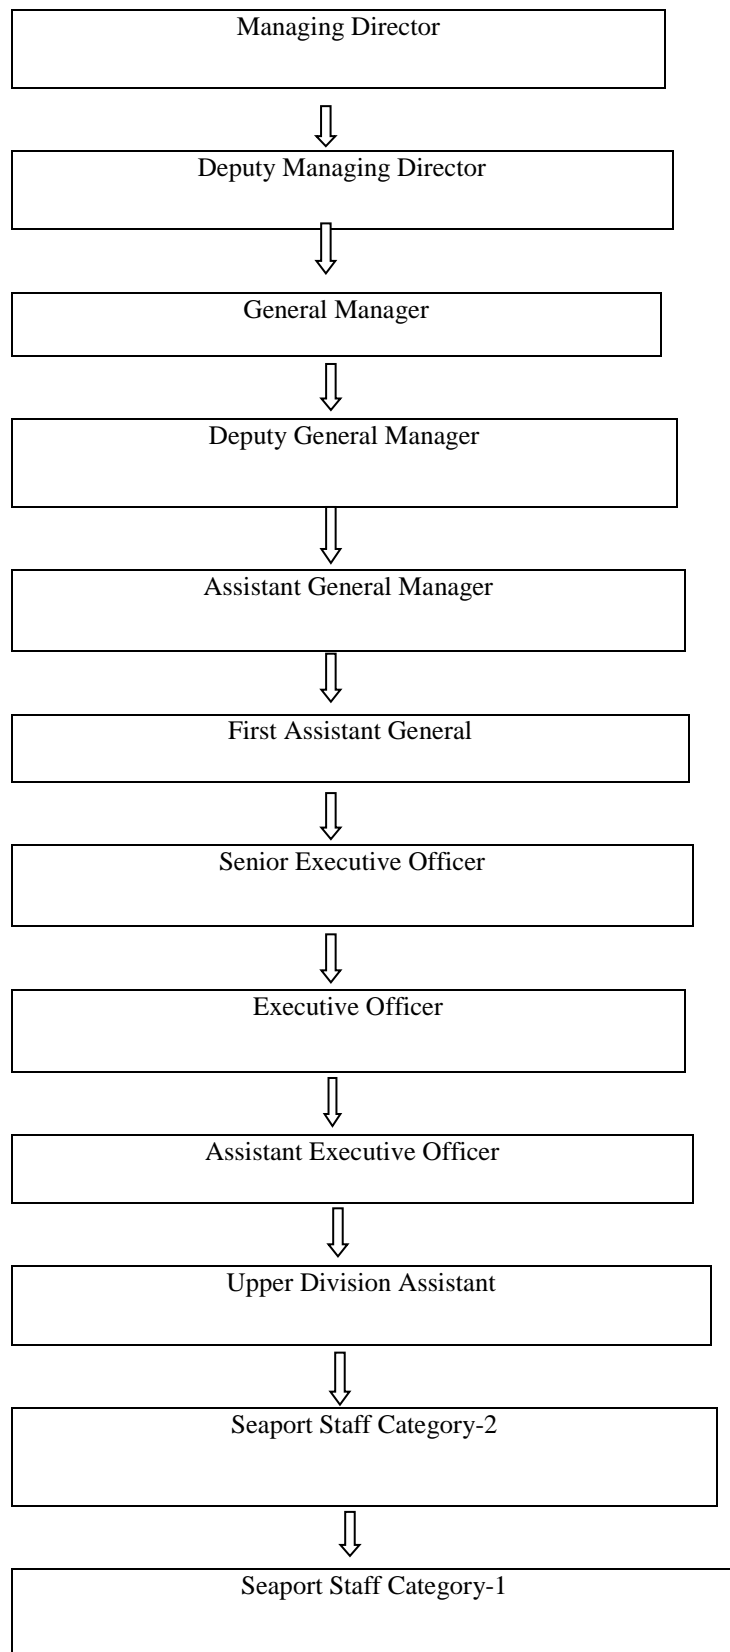 Managing Director
Deputy Managing Director
General Manager
Deputy General Manager
Assistant General Manager
First Assistant General
Senior Executive Officer
Executive Officer
Assistant Executive Officer
Upper Division Assistant
Seaport Staff Category-2
Seaport Staff Category-1